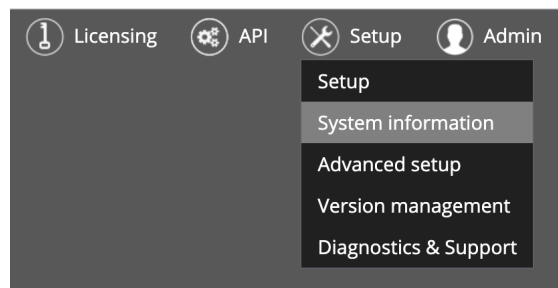 Licensing API Setup Admin
Setup
System information
Advanced setup
Version management
Diagnostics & Support